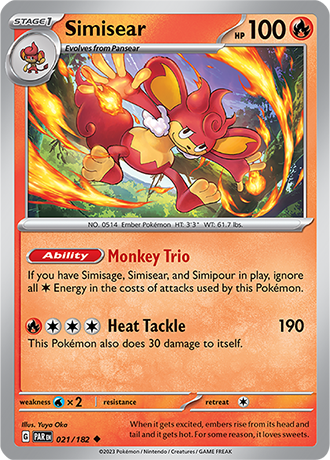 STAGE 1 Simisear HP 100
Evolves from Pansear
NO. 0514 Ember Pokémon HT: 3'3" WT: 61.7 lbs.
Ability Monkey Trio
If you have Simisage, Simisear, and Simipour in play, ignore
all Energy in the costs of attacks used by this Pokémon.
Heat Tackle 190
This Pokémon also does 30 damage to itself.
weakness ×2 resistance retreat
Illus. Yuyo Oka
G PAR EN 021/182
When it gets excited, embers rise from its head and
tail and it gets hot. For some reason, it loves sweets.
©2023 Pokémon / Nintendo / Creatures / GAME FREAK